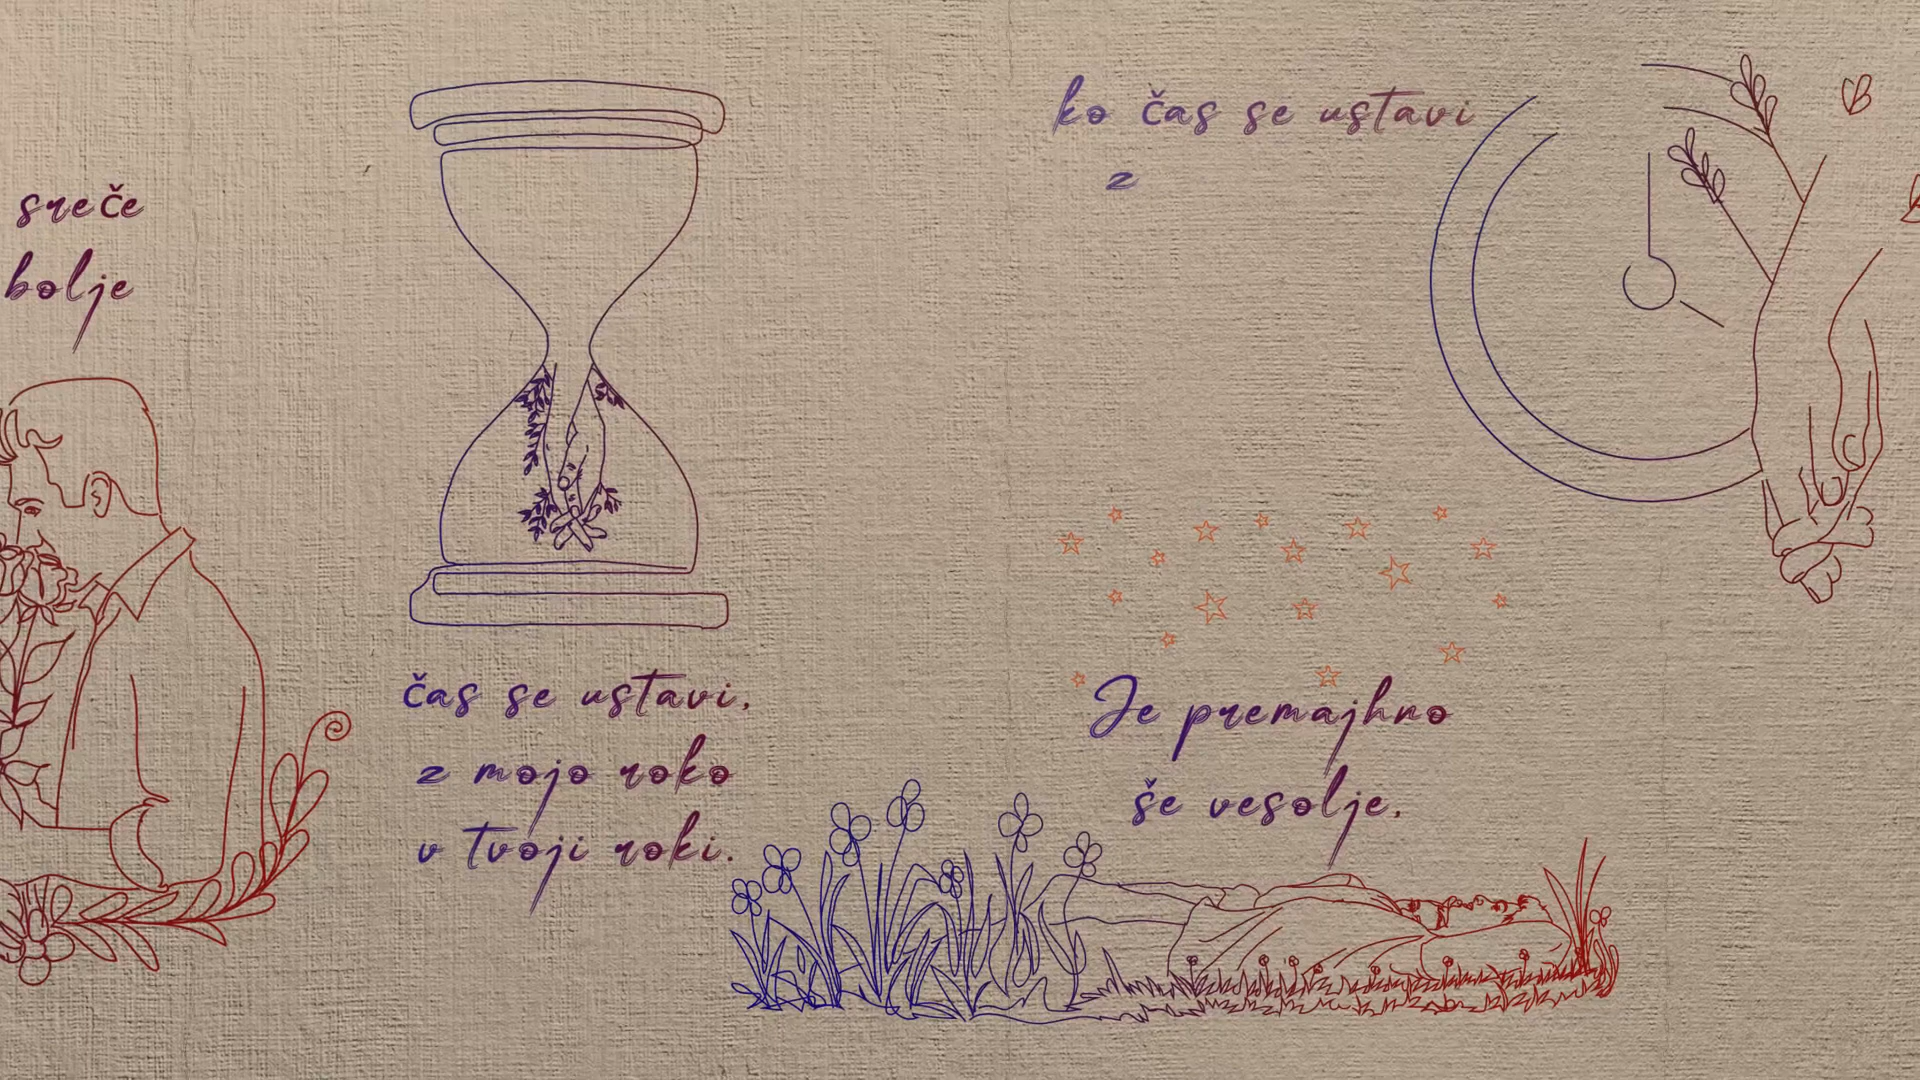 sreče
bolje
čas se ustavi,
z mojo roko
v tvoji roki.
Je premajhno
še vesolje,
ko čas se ustavi
z